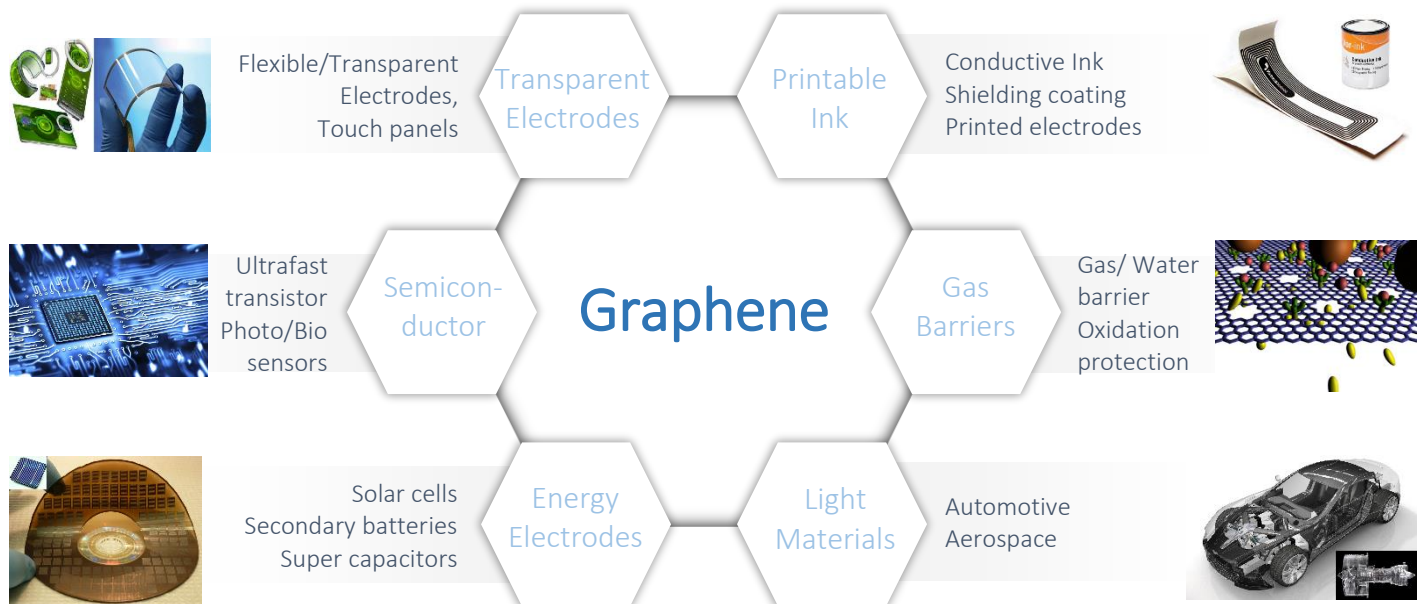 Flexible/Transparent
Electrodes,
Touch panels
Transparent
Electrodes
Printable
Ink
Conductive Ink
Shielding coating
Printed electrodes
Conductive Ink
Ultrafast
transistor
Photo/Bio
sensors
Semicon-
ductor
Graphene
Gas
Barriers
Gas/ Water
barrier
Oxidation
protection
Solar cells
Secondary batteries
Super capacitors
Energy
Electrodes
Light
Materials
Automotive
Aerospace